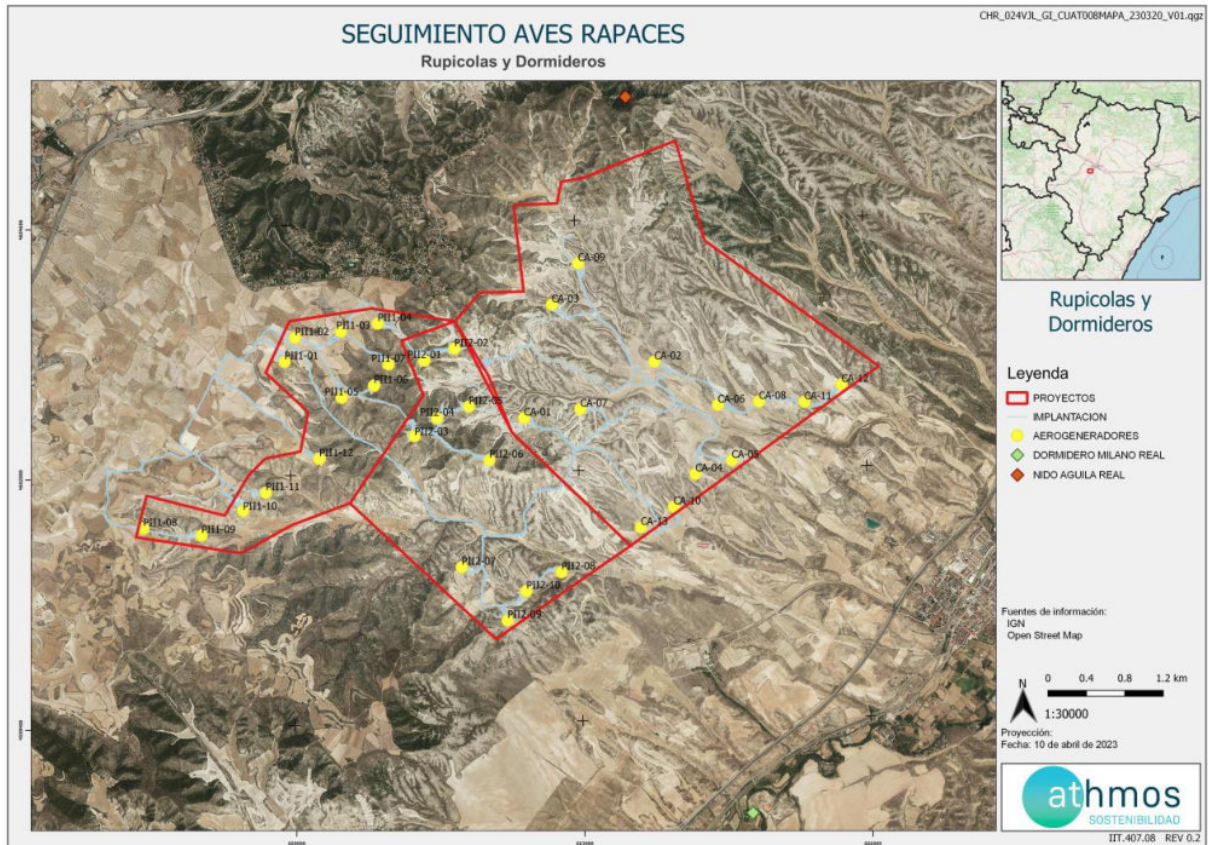 CHR_024VJL_GI_CUAT008MAPA_230320_V01.qgz
SEGUIMIENTO AVES RAPACES
Rupicolas y Dormideros
CA-09
CA-03
PII1-04
PII1-03
PII1-02
PII2-02
PII2-01
PII1-07
PII1-01
CA-02
PII1-06
PII1-05
CA-12
CA-08
CA-11
CA-06
CA-07
PII2-05
PII2-04
CA-01
PII2-03
PII1-12
PII2-06
CA-05
CA-04
PII1-11
PII1-10
CA-10
PII1-08
PII1-09
CA-13
PII2-07
PII2-08
PII2-10
PII2-09
Rupicolas y
Dormideros
Leyenda
PROYECTOS
IMPLANTACION
AEROGENERADORES
DORMIDERO MILANO REAL
NIDO AGUILA REAL
Fuentes de información:
IGN
Open Street Map
N
0 0.4 0.8 1.2 km
1:30000
Proyección:
Fecha: 10 de abril de 2023
athmos
SOSTENIBILIDAD
IIT.407.08 REV 0.2